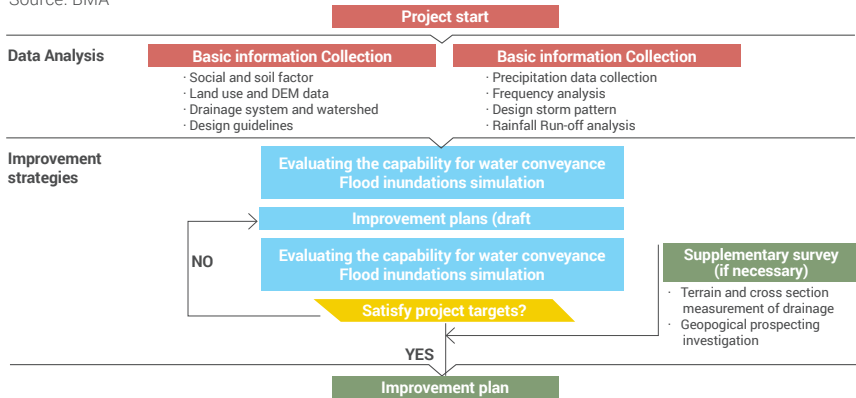 Source: BMA
Project start
Data Analysis
Basic information Collection
· Social and soil factor
· Land use and DEM data
· Drainage system and watershed
· Design guidelines
Basic information Collection
· Precipitation data collection
· Frequency analysis
· Design storm pattern
· Rainfall Run-off analysis
Improvement
strategies
Evaluating the capability for water conveyance
Flood inundations simulation
Improvement plans (draft
NO
Evaluating the capability for water conveyance
Flood inundations simulation
Supplementary survey
(if necessary)
· Terrain and cross section
measurement of drainage
· Geopogical prospecting
investigation
Satisfy project targets?
YES
Improvement plan